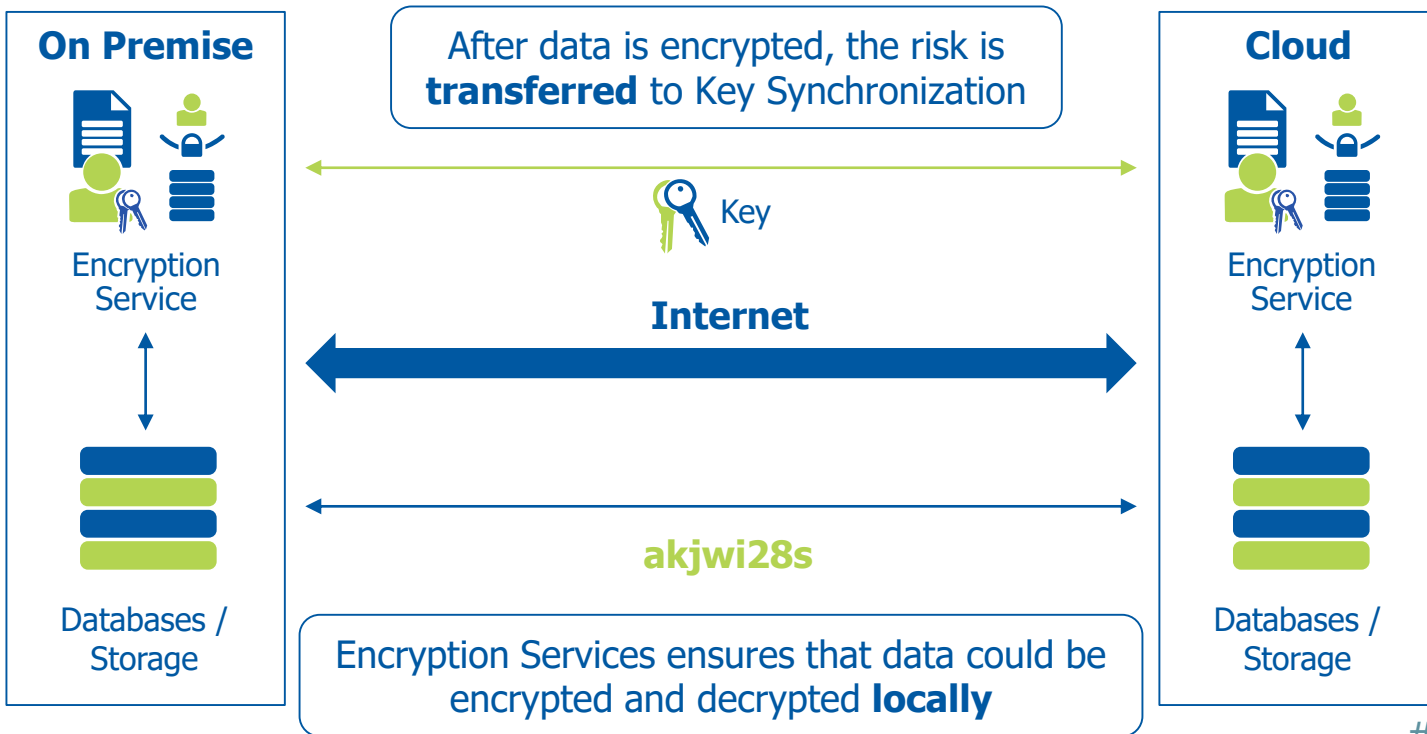 On Premise
Encryption
Service
Databases /
Storage
After data is encrypted, the risk is
transferred to Key Synchronization
Key
Internet
akjwi28s
Encryption Services ensures that data could be
encrypted and decrypted locally
Cloud
Encryption
Service
Databases /
Storage
#